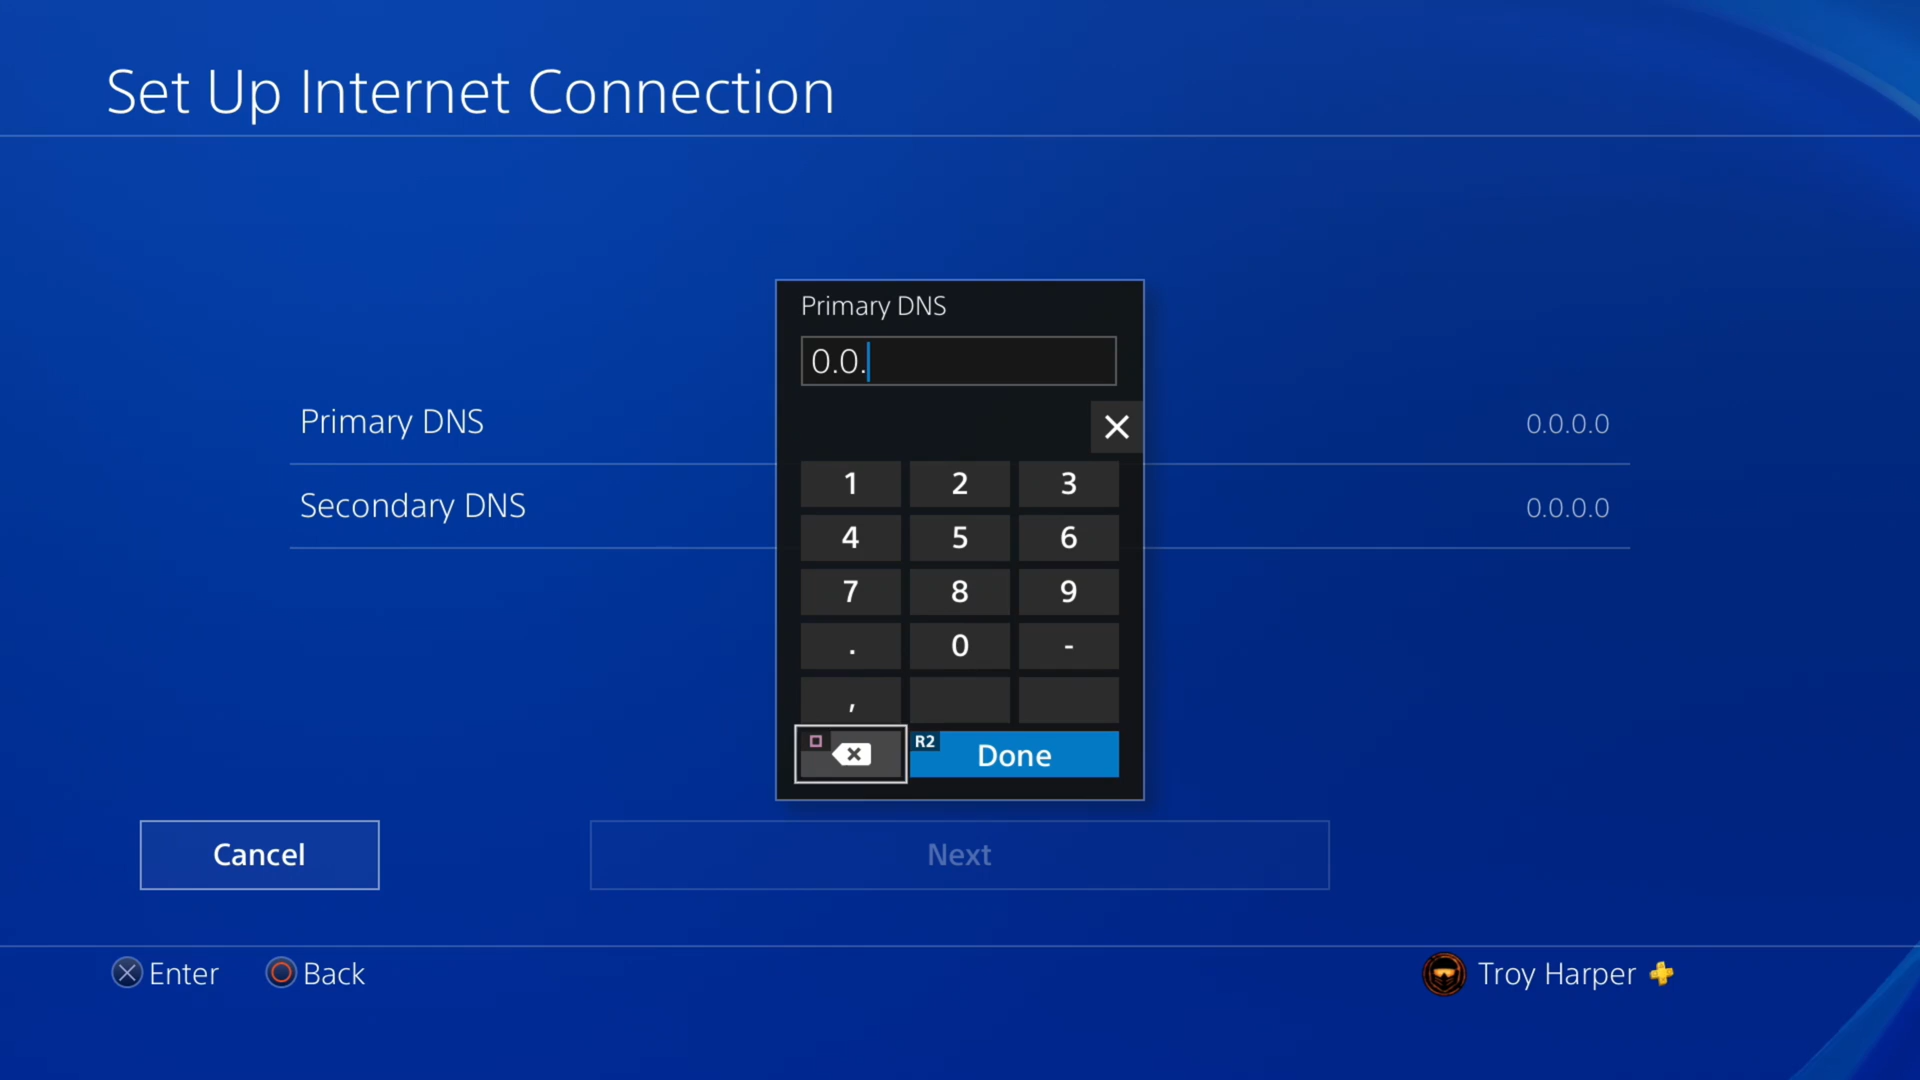 Set Up Internet Connection
Primary DNS
0.0.
Primary DNS 0.0.0.0
Secondary DNS 0.0.0.0
1 2 3
4 5 6
7 8 9
. 0 -
,
R2 Done
Cancel Next
Enter Back Troy Harper